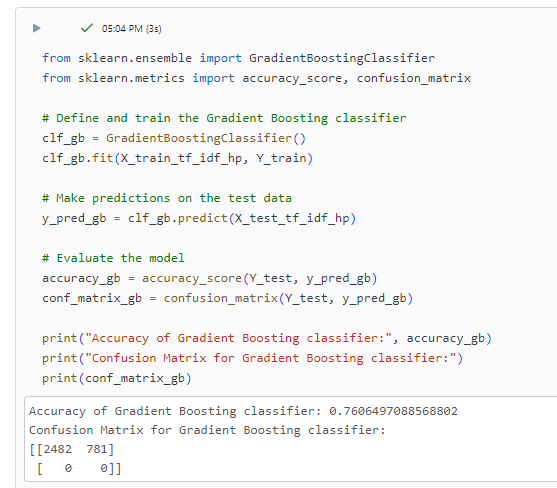 05:04 PM (3s)
from sklearn.ensemble import GradientBoostingClassifier
from sklearn.metrics import accuracy_score, confusion_matrix
# Define and train the Gradient Boosting classifier
clf_gb = GradientBoostingClassifier()
clf_gb.fit(X_train_tf_idf_hp, Y_train)
# Make predictions on the test data
y_pred_gb = clf_gb.predict(X_test_tf_idf_hp)
# Evaluate the model
accuracy_gb = accuracy_score(Y_test, y_pred_gb)
conf_matrix_gb = confusion_matrix(Y_test, y_pred_gb)
print("Accuracy of Gradient Boosting classifier:", accuracy_gb)
print("Confusion Matrix for Gradient Boosting classifier:")
print(conf_matrix_gb)
Accuracy of Gradient Boosting classifier: 0.7606497088568802
Confusion Matrix for Gradient Boosting classifier:
[[2482  781]
 [   0    0]]